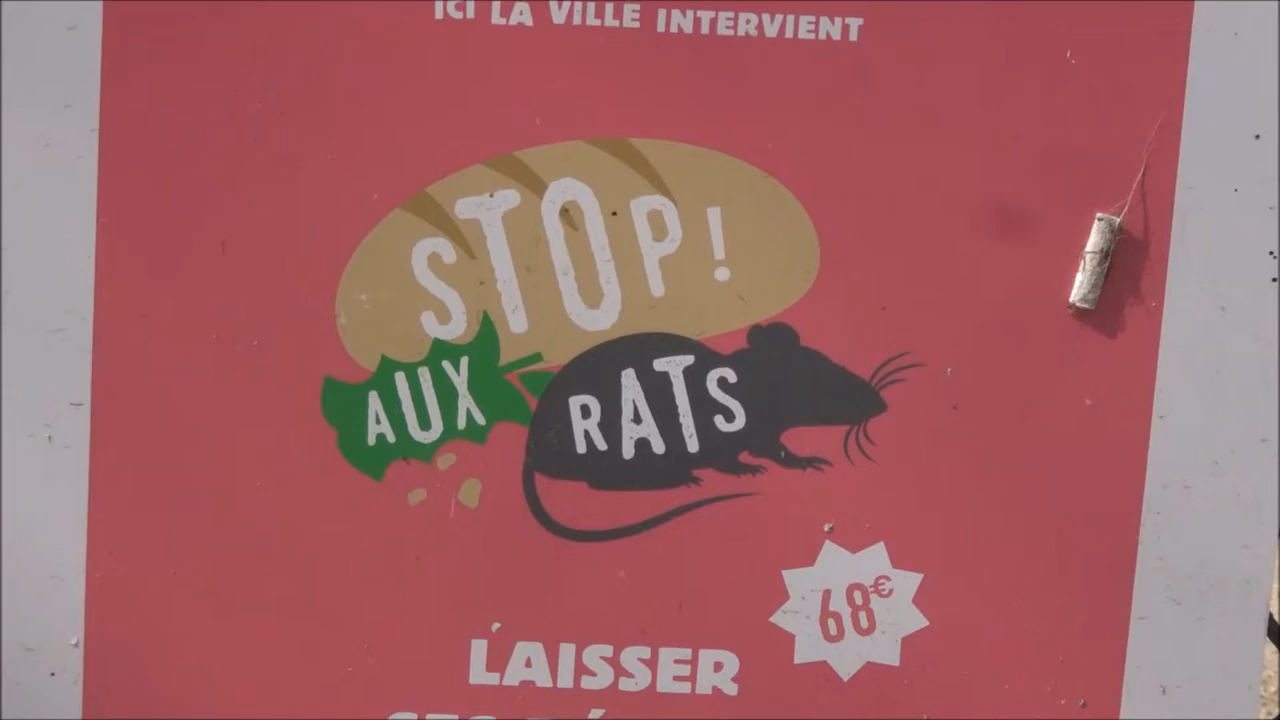 ICI LA VILLE INTERVIENT
STOP!
AUX RATS
68€
LAISSER